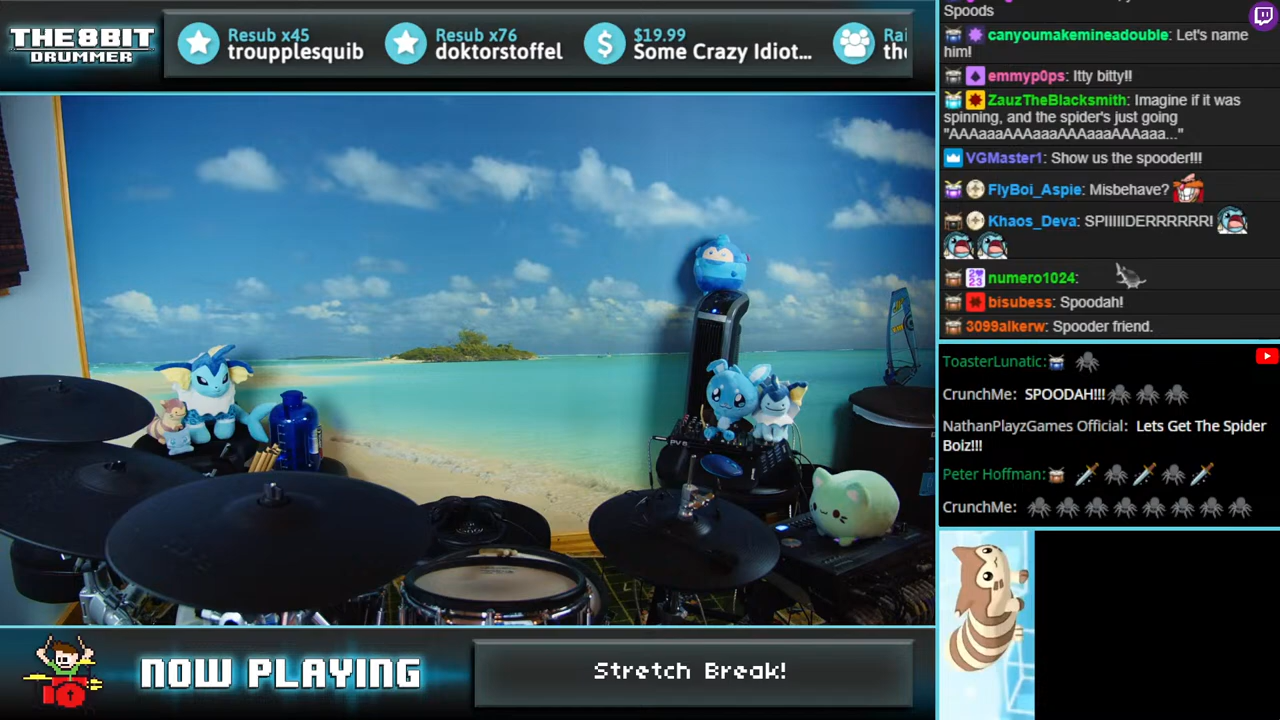 THE8BIT
DRUMMER
Resub x45
troupplesquib
Resub x76
doktorstoffel
$19.99
Some Crazy Idiot...
Rai
the
Spoods
canyoumakemineadouble: Let's name
him!
emmyp0ps: Itty bitty!!
ZauzTheBlacksmith: Imagine if it was
spinning, and the spider's just going
"AAAaaaAAAaaaAAAaaaAAAaaa..."
VGMaster1: Show us the spooder!!!
FlyBoi_Aspie: Misbehave?
Khaos_Deva: SPIIIIIDERRRRRR!
numero1024:
bisubess: Spoodah!
3099alkerw: Spooder friend.
ToasterLunatic:
CrunchMe: SPOODAH!!!
NathanPlayzGames Official: Lets Get The Spider
Boiz!!!
Peter Hoffman:
CrunchMe:
NOW PLAYING
Stretch Break!